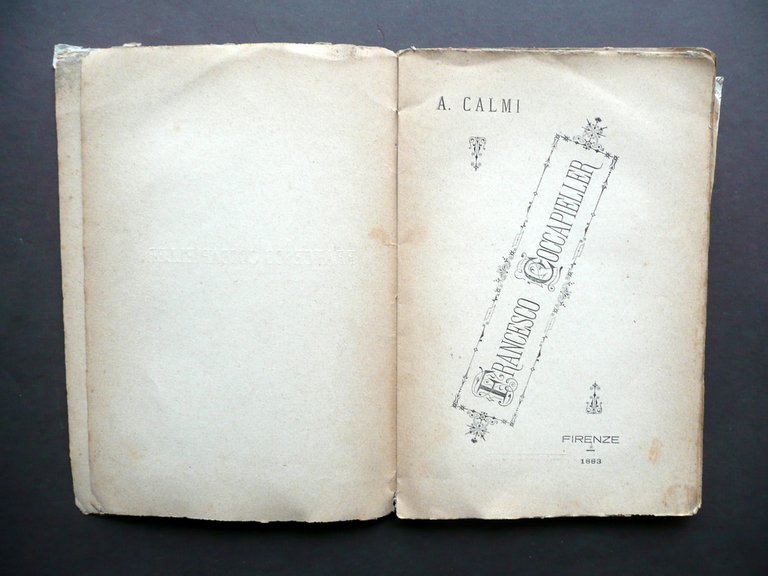 A. CALMI
FRANCESCO COCCAPIELLER
FIRENZE
1883